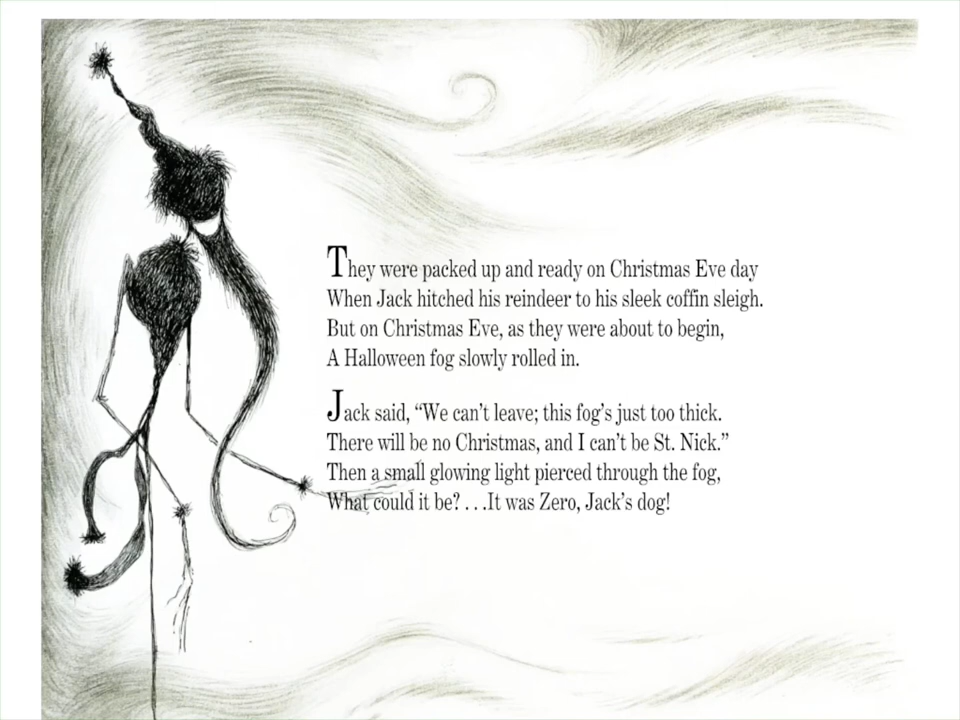 They were packed up and ready on Christmas Eve day
When Jack hitched his reindeer to his sleek coffin sleigh.
But on Christmas Eve, as they were about to begin,
A Halloween fog slowly rolled in.
Jack said, “We can’t leave; this fog’s just too thick.
There will be no Christmas, and I can’t be St. Nick.”
Then a small glowing light pierced through the fog,
What could it be? . . .It was Zero, Jack’s dog!